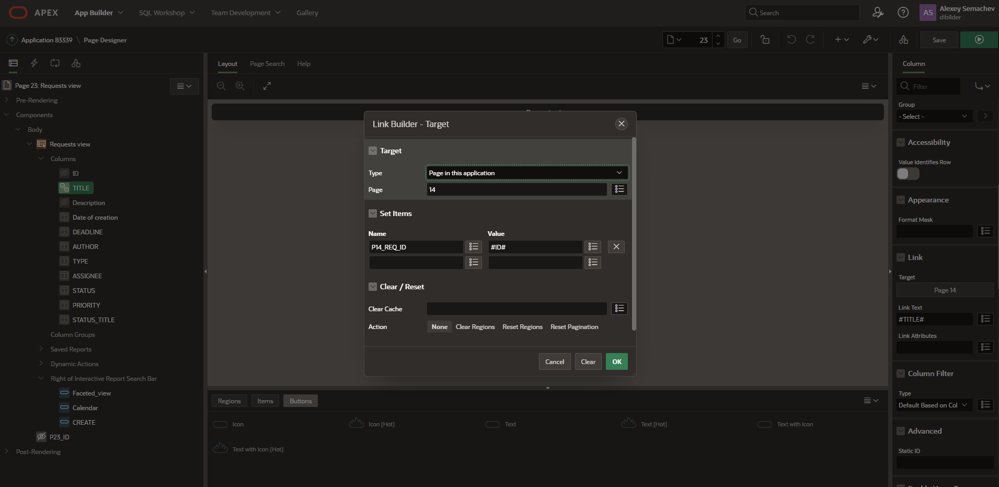 APEX
App Builder
SQL Workshop
Team Development
Gallery
Search
AS
Alexey Semachev
dibilder
Application 83339 \ Page Designer
23
Go
Save
Page 23: Requests view
Pre-Rendering
Components
Body
Requests view
Columns
ID
TITLE
Description
Date of creation
DEADLINE
AUTHOR
TYPE
ASSIGNEE
STATUS
PRIORITY
STATUS_TITLE
Column Groups
Saved Reports
Dynamic Actions
Right of Interactive Report Search Bar
Faceted_view
Calendar
CREATE
P23_ID
Post-Rendering
Layout
Page Search
Help
Link Builder - Target
Target
Type
Page in this application
Page
14
Set Items
Name Value
P14_REQ_ID #ID#
Clear / Reset
Clear Cache
Action
None Clear Regions Reset Regions Reset Pagination
Cancel
Clear
OK
Regions
Items
Buttons
Icon
Icon [Hot]
Text
Text [Hot]
Text with Icon
Text with Icon [Hot]
Column
Filter
Group
- Select -
Accessibility
Value Identifies Row
Appearance
Format Mask
Link
Target
Page 14
Link Text
#TITLE#
Link Attributes
Column Filter
Type
Default Based on Col
Advanced
Static ID